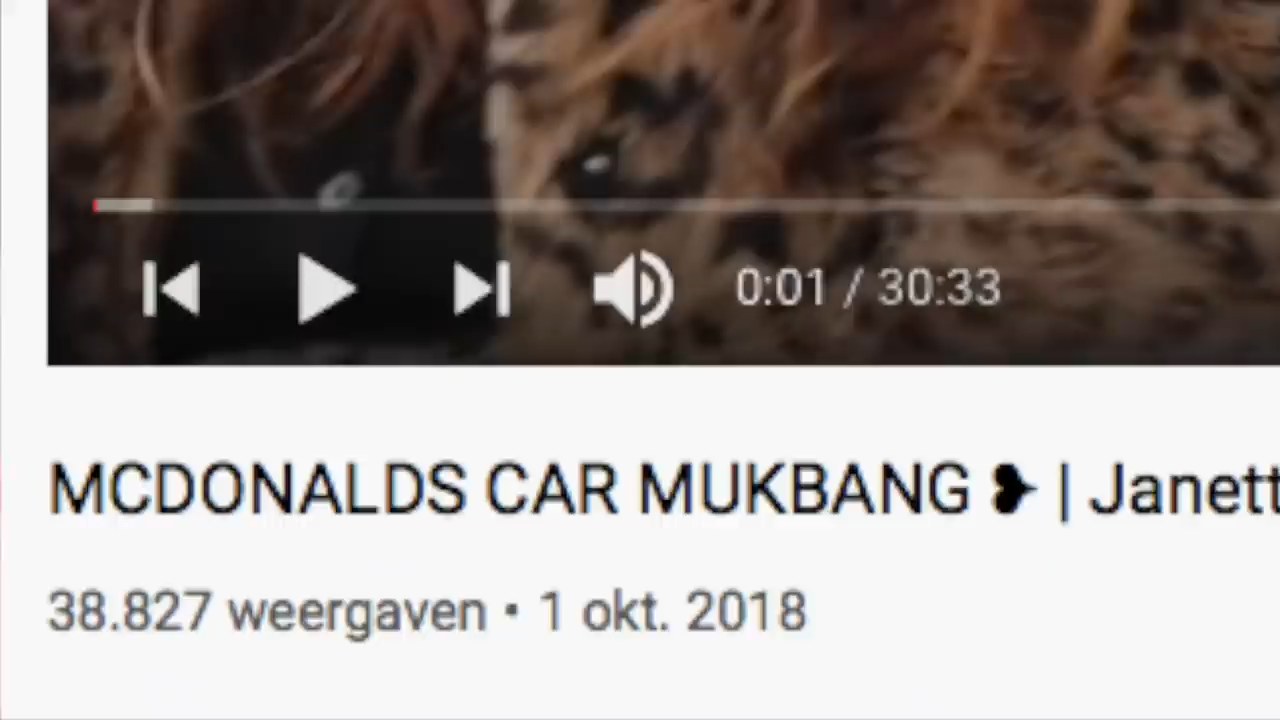 0:01 / 30:33
MCDONALDS CAR MUKBANG ❥ | Janett
38.827 weergaven • 1 okt. 2018